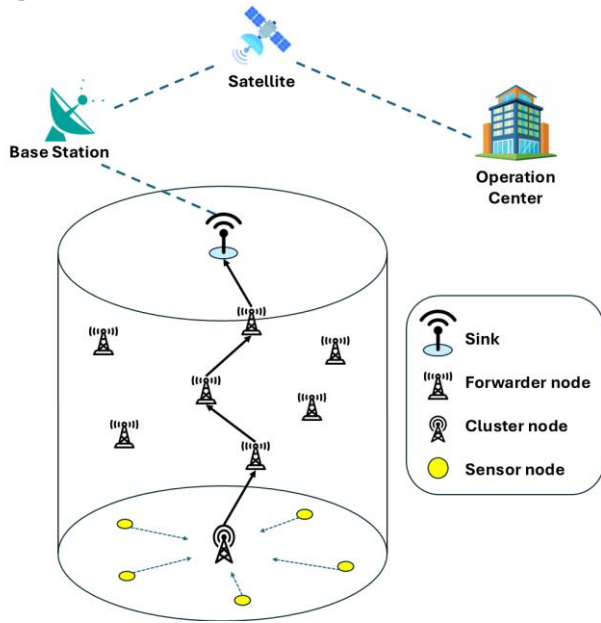 Satellite
Base Station
Operation
Center
Sink
Forwarder node
Cluster node
Sensor node